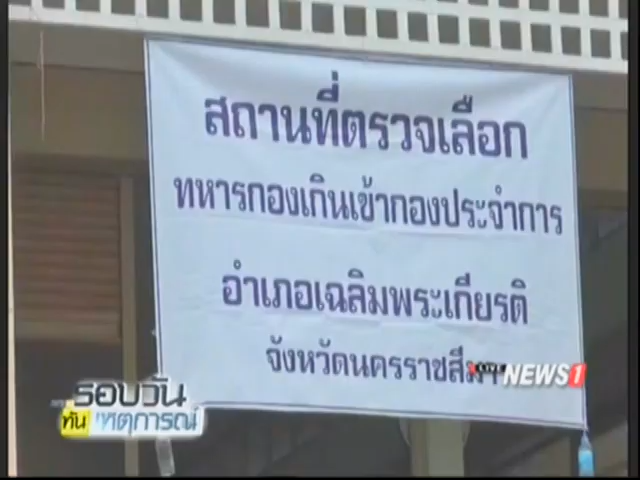 สถานที่ตรวจเลือก
ทหารกองเกินเข้ากองประจำการ
อำเภอเฉลิมพระเกียรติ
จังหวัดนครราชสีมา
NEWS1
รอบวัน
ทันเหตุการณ์